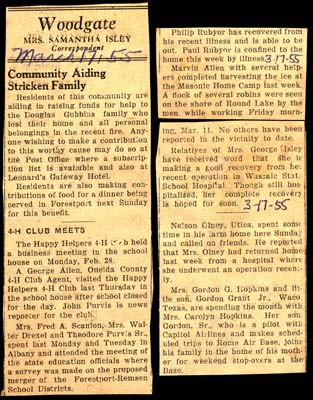 Woodgate
MRS. SAMANTHA ISLEY
Correspondent
March 17, 55
Community Aiding
Stricken Family
Residents of this community are
aiding in raising funds for help to
the Douglas Gubbins family who
lost their home and all personal
belongings in the recent fire. Any-
one wishing to make a contribution
to this worthy cause may do so at
the Post Office where a subscrip-
tion list is available and also at
Leonard's Gateway Hotel.
Residents are also making con-
tributions of food for a dinner being
served in Forestport next Sunday
for this benefit.
4-H CLUB MEETS
The Happy Helpers 4-H Club held
a business meeting in the school
house on Monday, Feb. 28.
A George Allen, Oneida County
4-H Club Agent, visited the Happy
Helpers 4-H Club last Thursday in
the school house after school closed
for the day. John Purvis is news
reporter for the club.
Mrs. Fred A. Scanlon, Mrs. Wal-
ter Drexel and Theodore Purvis Sr.,
spent last Monday and Tuesday in
Albany and attended the meeting of
the state education officials where
a survey was made on the proposed
merger of the Forestport-Remsen
School Districts.
Philip Rubyor has recovered from
his recent illness and is able to be
out. Paul Rubyor is confined to the
home this week by illness. 3-17-55
Marvin Allen with several help-
ers completed harvesting the ice at
the Masonic Home Camp last week.
A flock of several robins were seen
on the shore of Round Lake by the
men while working Friday morn-
ing, Mar. 11. No others have been
reported in the vicinity to date.
Relatives of Mrs. George Isley
have received word that she is
making a good recovery from her
recent operation in Wassaic Stat
School Hospital. Though still hos-
pitalized, her complete recovery
is hoped for soon. 3-17-55
Nelson Olney, Utica, spent some
time in his farm home here Sunday
and called on friends. He reported
that Mrs. Olney had returned home
last week from a hospital where
she underwent an operation recent-
ly.
Mrs. Gordon G. Hopkins and lit-
tle son, Gordon Grant Jr., Waco
Texas, are spending the month with
Mrs. Carolyn Hopkins. Her son
Gordon, Sr., who is a pilot with
Capitol Airlines and makes sched-
uled trips to Rome Air Base, joins
his family in the home of his moth-
er for weekend stop-overs at the
Base.